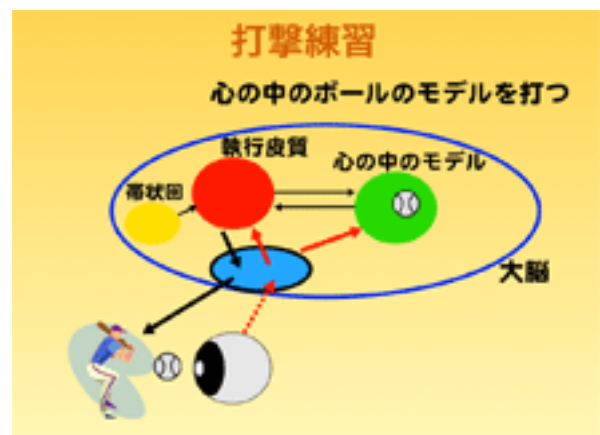 打撃練習
心の中のボールのモデルを打つ
執行皮質
心の中のモデル
帯状回
大脳